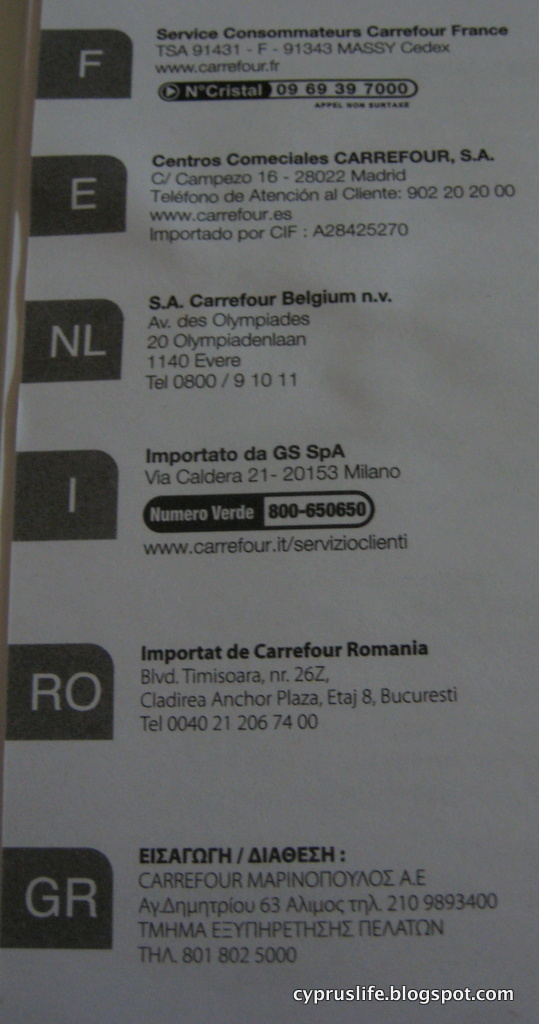 F
Service Consommateurs Carrefour France
TSA 91431 - F - 91343 MASSY Cedex
www.carrefour.fr
N°Cristal 09 69 39 7000
APPEL NON SURTAXE
E
Centros Comeciales CARREFOUR, S.A.
C/ Campezo 16 - 28022 Madrid
Teléfono de Atención al Cliente: 902 20 20 00
www.carrefour.es
Importado por CIF : A28425270
NL
S.A. Carrefour Belgium n.v.
Av. des Olympiades
20 Olympiadenlaan
1140 Evere
Tel 0800 / 9 10 11
I
Importato da GS SpA
Via Caldera 21- 20153 Milano
Numero Verde 800-650650
www.carrefour.it/servizioclienti
RO
Importat de Carrefour Romania
Blvd. Timisoara, nr. 26Z,
Cladirea Anchor Plaza, Etaj 8, Bucuresti
Tel 0040 21 206 74 00
GR
ΕΙΣΑΓΩΓΗ / ΔΙΑΘΕΣΗ :
CARREFOUR ΜΑΡΙΝΟΠΟΥΛΟΣ Α.Ε
Αγ.Δημητρίου 63 Αλιμος τηλ. 210 9893400
ΤΜΗΜΑ ΕΞΥΠΗΡΕΤΗΣΗΣ ΠΕΛΑΤΩΝ
ΤΗΛ. 801 802 5000
cypruslife.blogspot.com